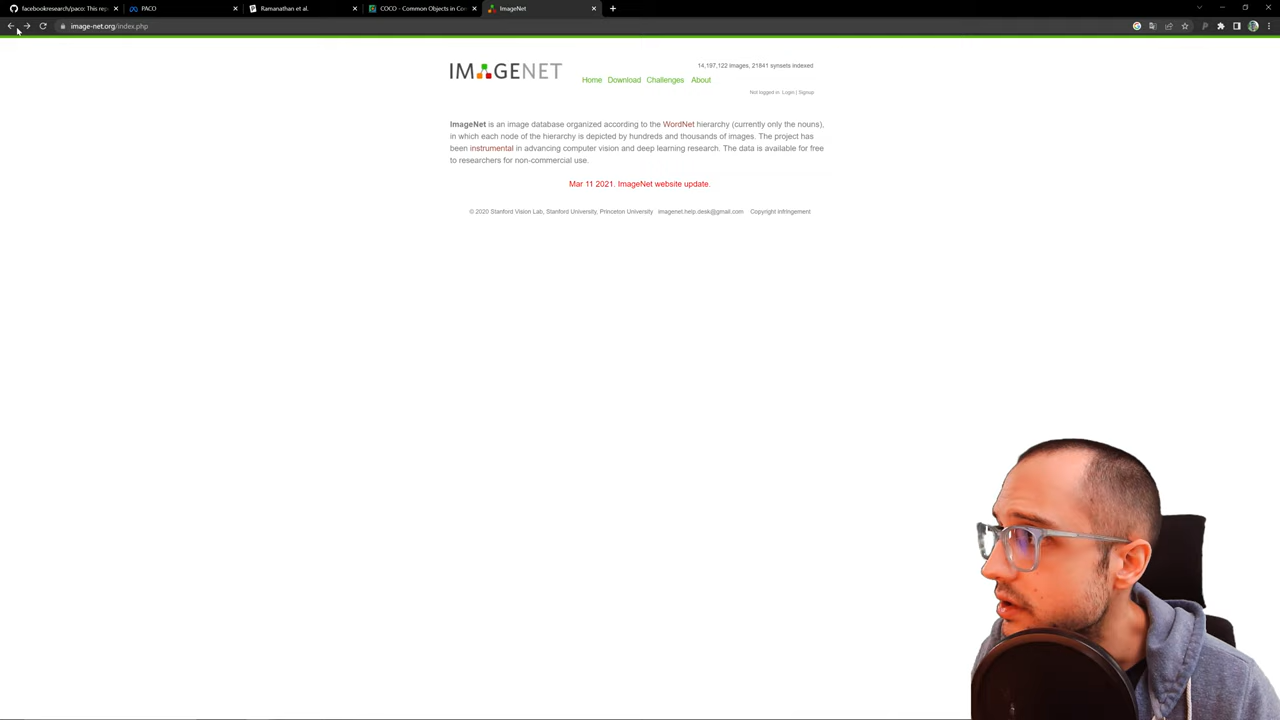 facebookresearch/paco: This rep
PACO
Ramanathan et al.
COCO - Common Objects in Con
ImageNet
image-net.org/index.php
IMAGENET
14,197,122 images, 21841 synsets indexed
Home Download Challenges About
Not logged in. Login | Signup
ImageNet is an image database organized according to the WordNet hierarchy (currently only the nouns),
in which each node of the hierarchy is depicted by hundreds and thousands of images. The project has
been instrumental in advancing computer vision and deep learning research. The data is available for free
to researchers for non-commercial use.
Mar 11 2021. ImageNet website update.
© 2020 Stanford Vision Lab, Stanford University, Princeton University imagenet.help.desk@gmail.com Copyright infringement